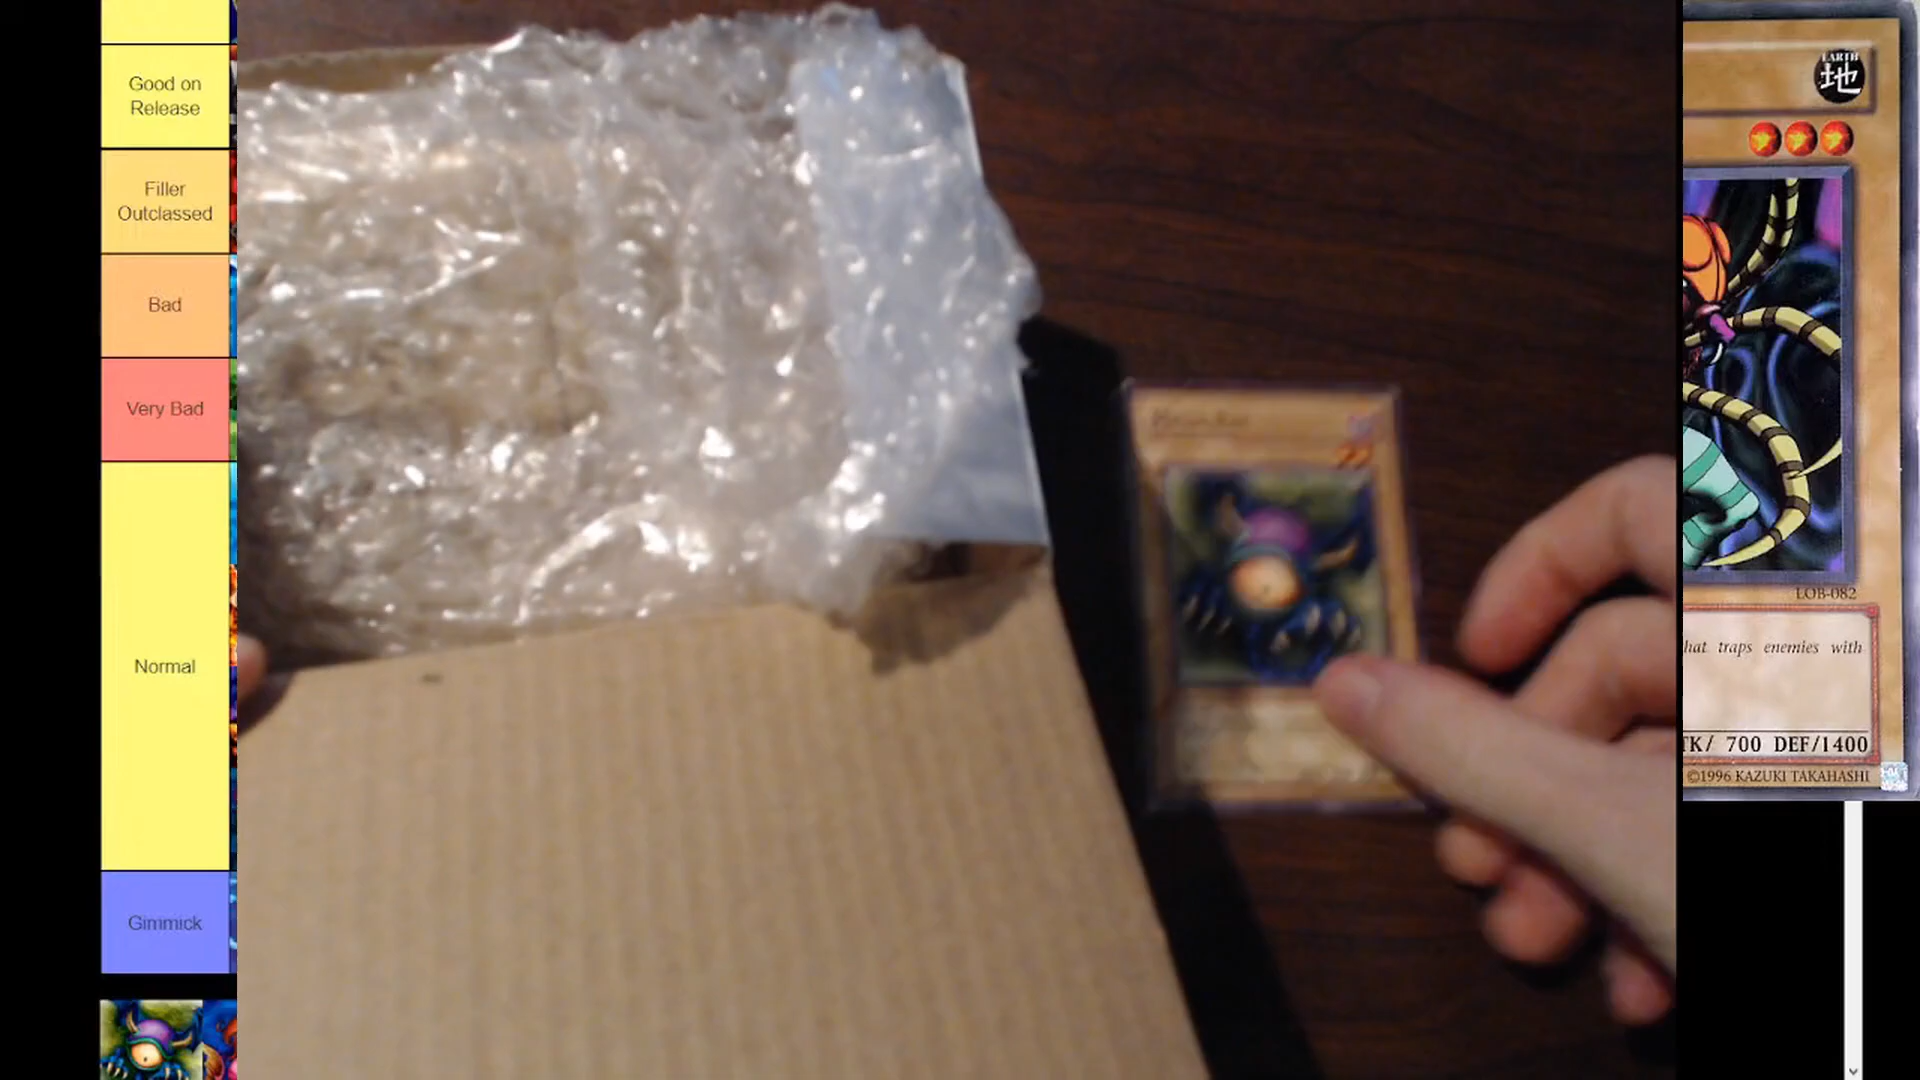 Good on
Release
Filler
Outclassed
Bad
Very Bad
Normal
Gimmick
EARTH
地
LOB-082
that traps enemies with
TK/ 700 DEF/1400
©1996 KAZUKI TAKAHASHI